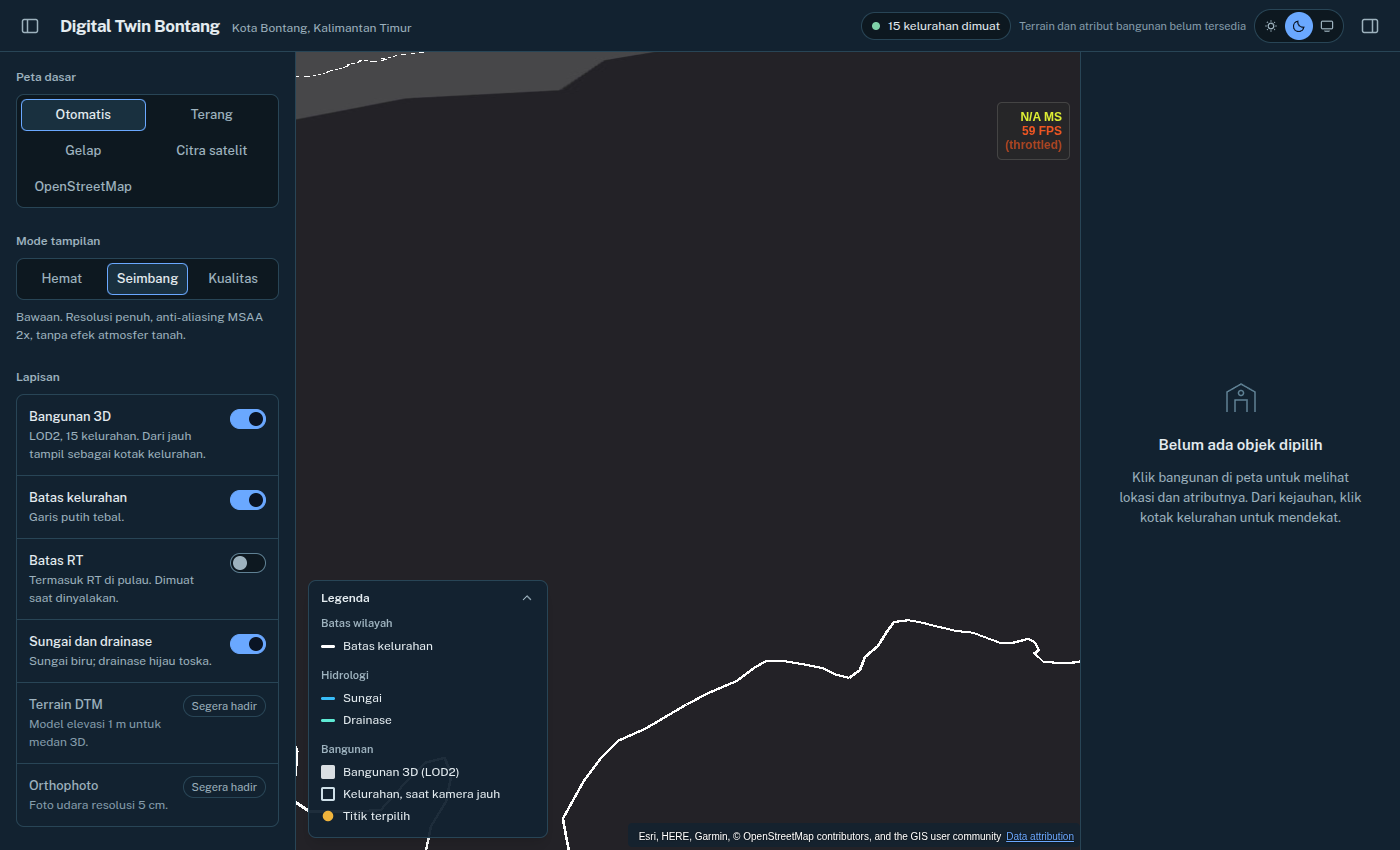 Digital Twin Bontang
Kota Bontang, Kalimantan Timur
15 kelurahan dimuat
Terrain dan atribut bangunan belum tersedia
Peta dasar
Otomatis
Terang
Gelap
Citra satelit
OpenStreetMap
Mode tampilan
Hemat
Seimbang
Kualitas
Bawaan. Resolusi penuh, anti-aliasing MSAA
2x, tanpa efek atmosfer tanah.
Lapisan
Bangunan 3D
LOD2, 15 kelurahan. Dari jauh
tampil sebagai kotak kelurahan.
Batas kelurahan
Garis putih tebal.
Batas RT
Termasuk RT di pulau. Dimuat
saat dinyalakan.
Sungai dan drainase
Sungai biru; drainase hijau toska.
Terrain DTM
Segera hadir
Model elevasi 1 m untuk
medan 3D.
Orthophoto
Segera hadir
Foto udara resolusi 5 cm.
N/A MS
59 FPS
(throttled)
Legenda
Batas wilayah
Batas kelurahan
Hidrologi
Sungai
Drainase
Bangunan
Bangunan 3D (LOD2)
Kelurahan, saat kamera jauh
Titik terpilih
Esri, HERE, Garmin, © OpenStreetMap contributors, and the GIS user community Data attribution
Belum ada objek dipilih
Klik bangunan di peta untuk melihat
lokasi dan atributnya. Dari kejauhan, klik
kotak kelurahan untuk mendekat.